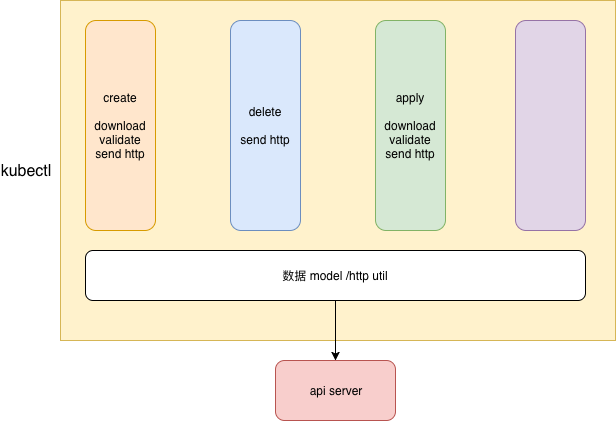 kubectl
create
download
validate
send http
delete
send http
apply
download
validate
send http
数据 model /http util
api server